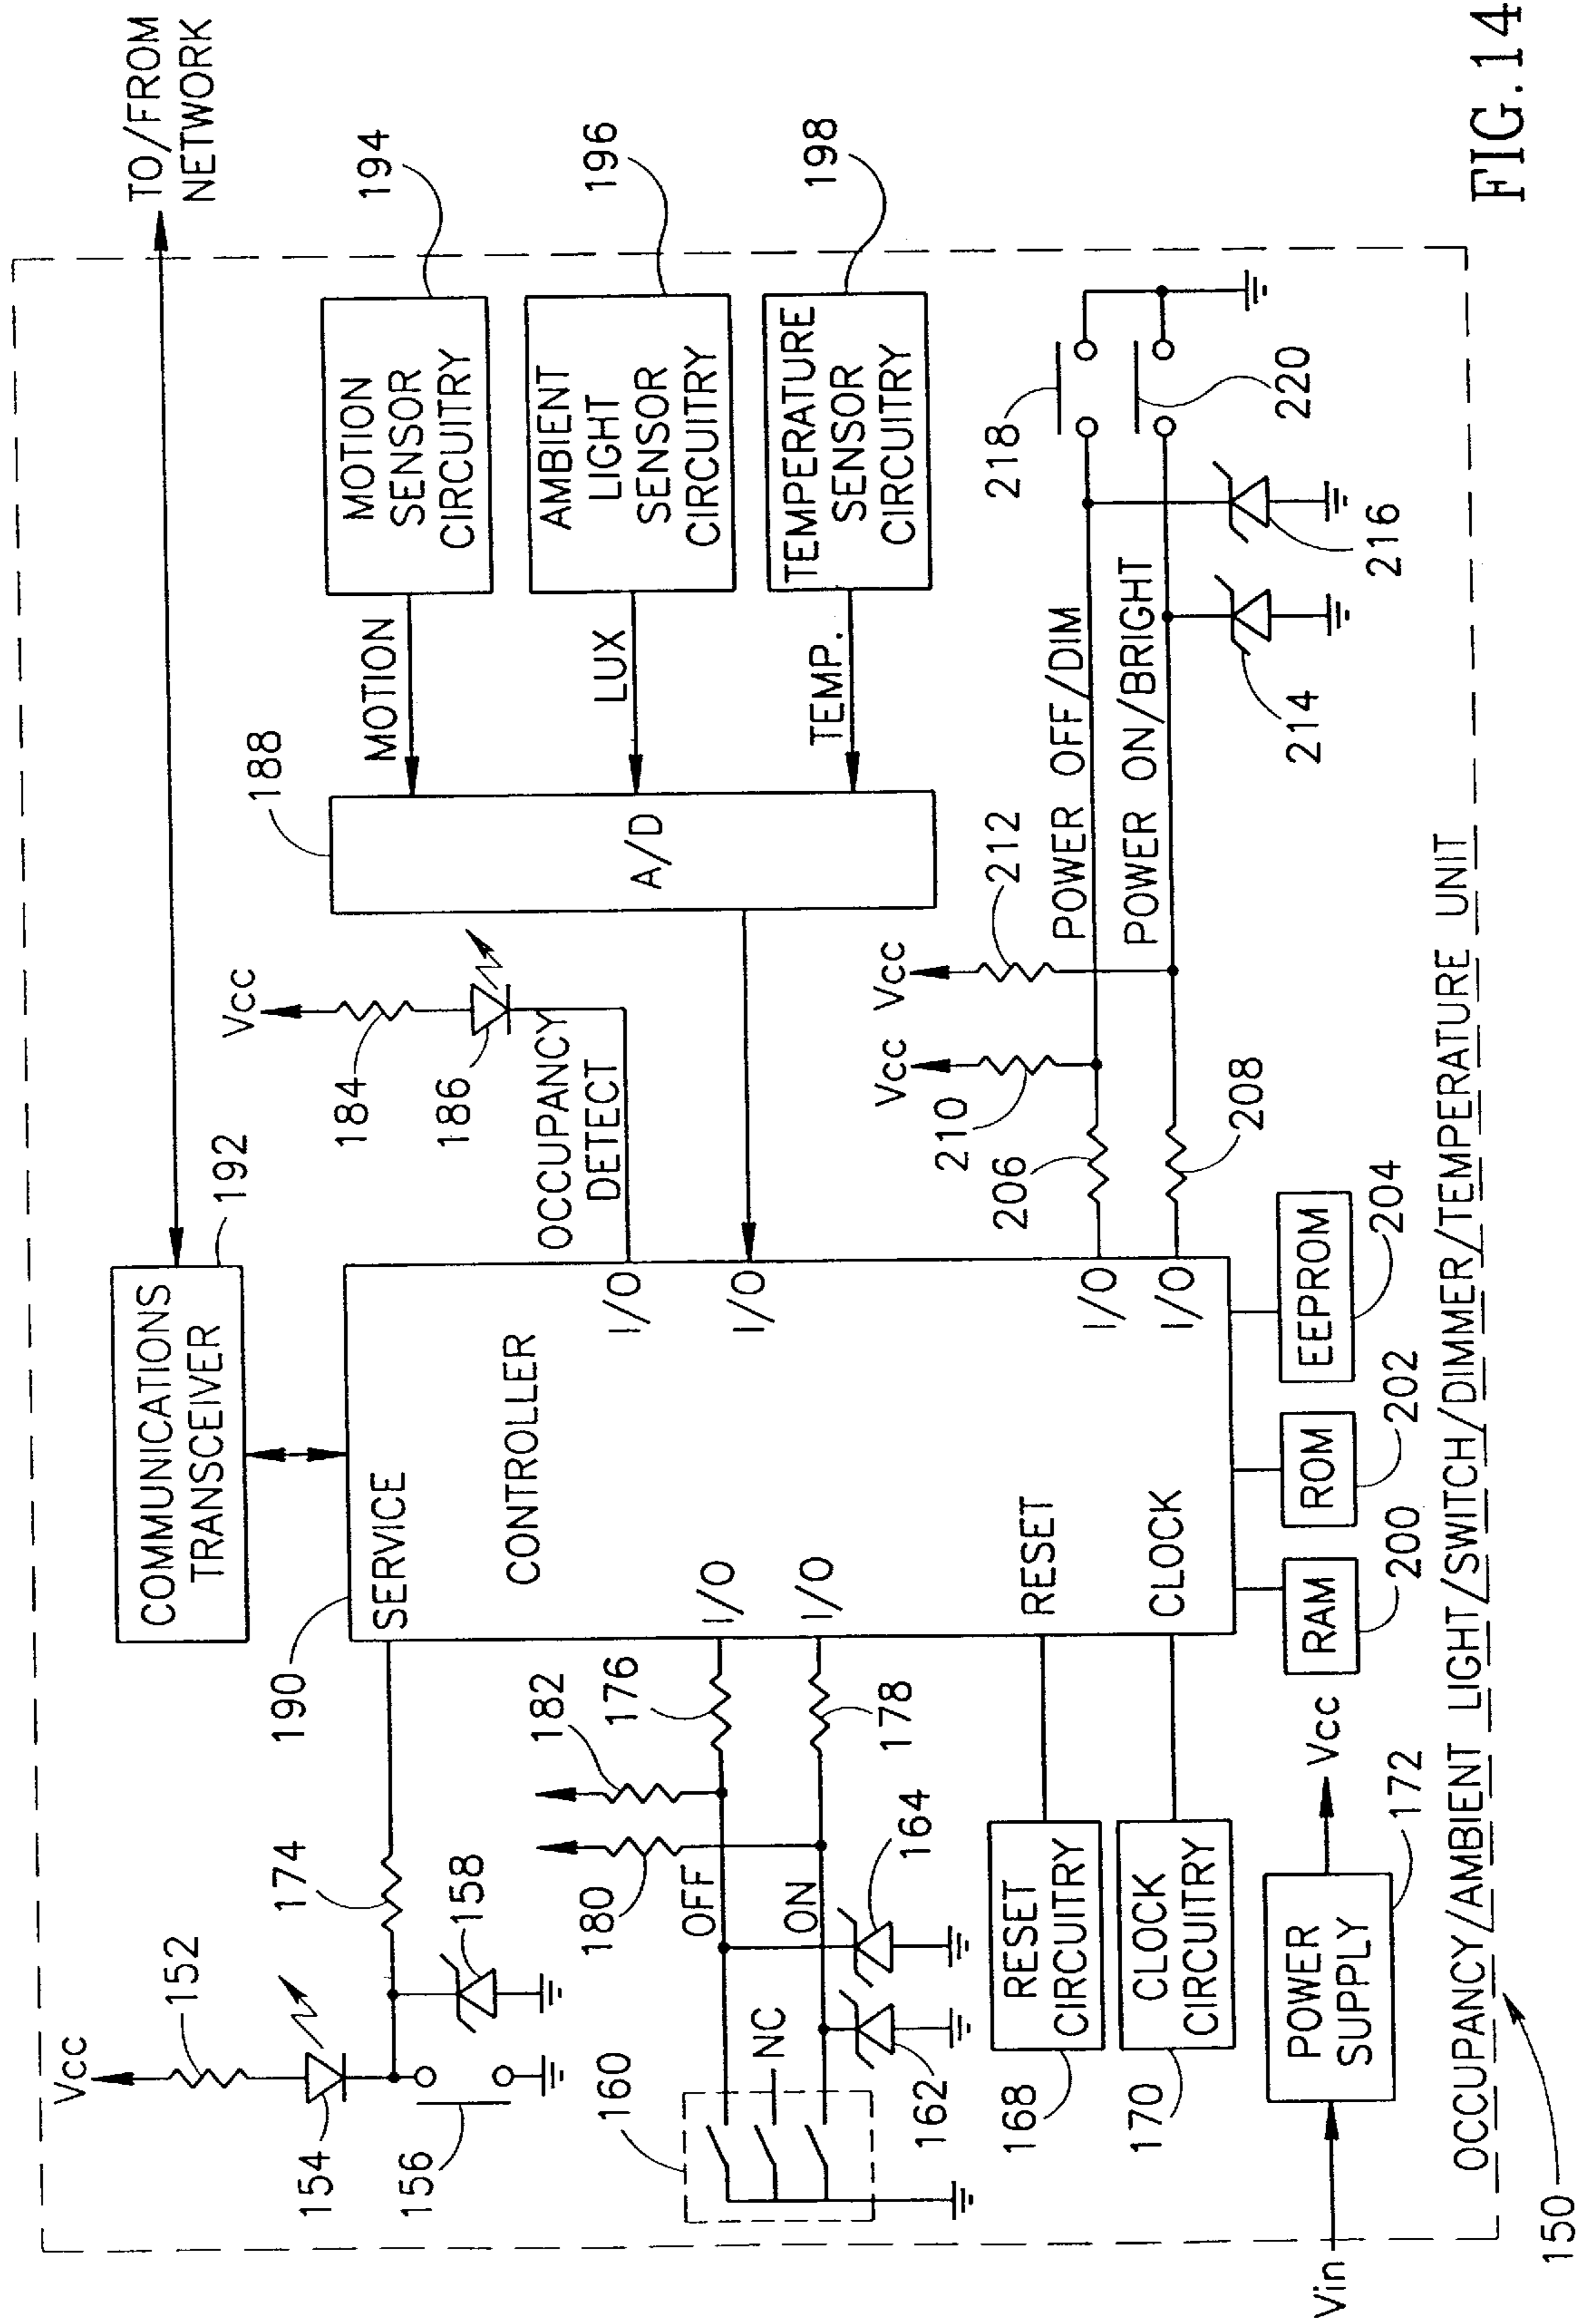 TO/FROM
NETWORK
COMMUNICATIONS
TRANSCEIVER
192
Vcc
152
154
156
158
174
190
SERVICE
CONTROLLER
Vcc
184
186
OCCUPANCY
DETECT
I/O
I/O
188
A/D
MOTION
MOTION
SENSOR
CIRCUITRY
194
LUX
AMBIENT
LIGHT
SENSOR
CIRCUITRY
196
TEMP.
TEMPERATURE
SENSOR
CIRCUITRY
198
160
NC
OFF
ON
162
164
180
182
176
178
I/O
I/O
RESET
CIRCUITRY
168
RESET
CLOCK
CIRCUITRY
170
CLOCK
I/O
I/O
206
208
Vcc
210
Vcc
212
POWER OFF/DIM
POWER ON/BRIGHT
214
216
218
220
Vin
POWER
SUPPLY
172
Vcc
RAM
200
ROM
202
EEPROM
204
OCCUPANCY/AMBIENT LIGHT/SWITCH/DIMMER/TEMPERATURE UNIT
150
FIG.14